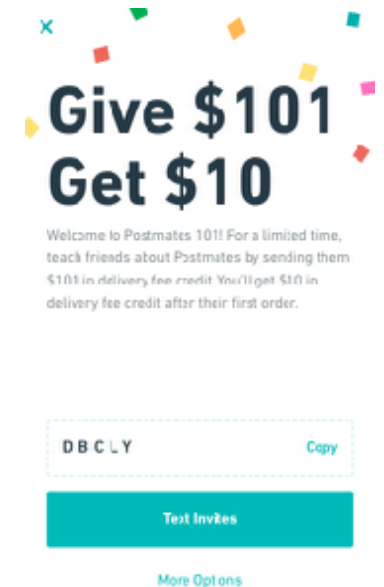 Give $101
Get $10
Welcome to Postmates 101! For a limited time,
teach friends about Postmates by sending them
$101 in delivery fee credit. You'll get $10 in
delivery fee credit after their first order.
DBCLY Copy
Text Invites
More Options